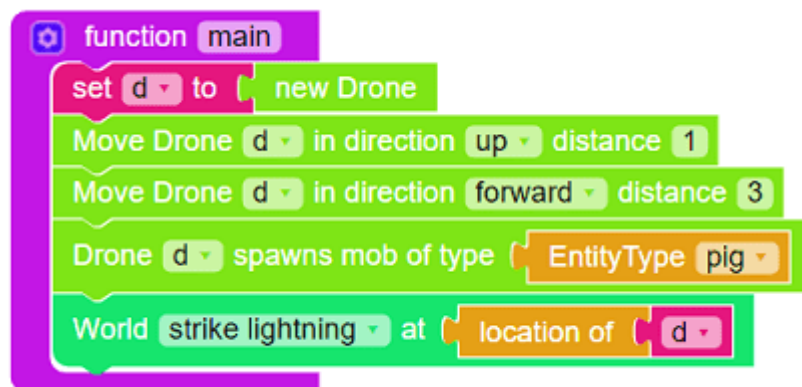 function main
set d to new Drone
Move Drone d in direction up distance 1
Move Drone d in direction forward distance 3
Drone d spawns mob of type EntityType pig
World strike lightning at location of d